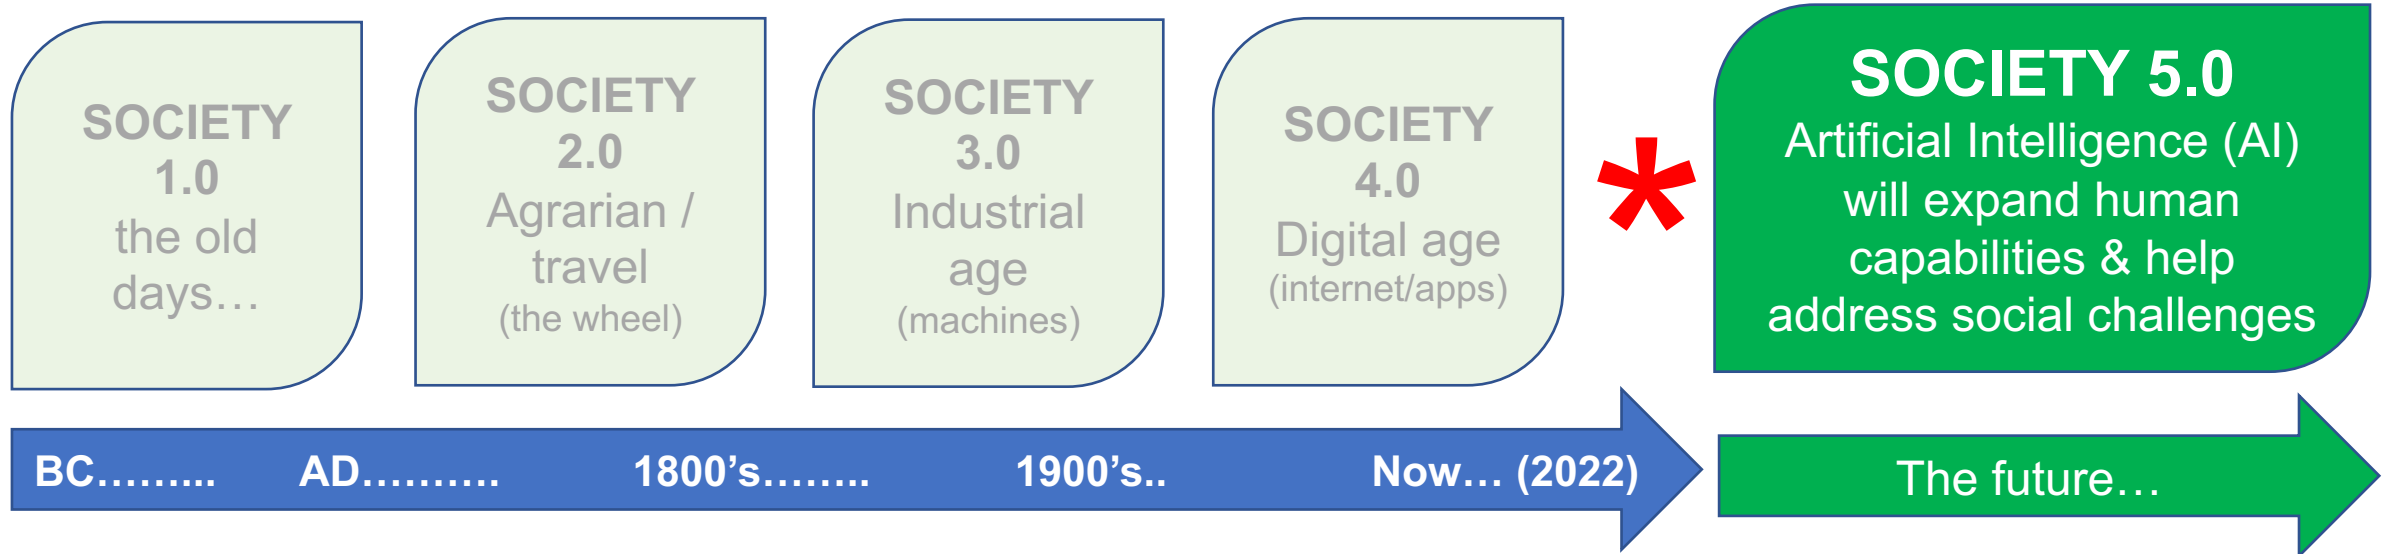 SOCIETY
1.0
the old
days…
SOCIETY
2.0
Agrarian /
travel
(the wheel)
SOCIETY
3.0
Industrial
age
(machines)
SOCIETY
4.0
Digital age
(internet/apps)
*
SOCIETY 5.0
Artificial Intelligence (AI)
will expand human
capabilities & help
address social challenges
BC…….... AD………. 1800’s…….. 1900’s.. Now… (2022)
The future…